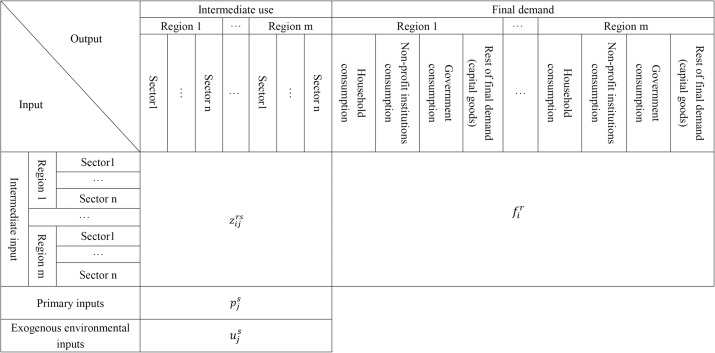 Output
Input
Intermediate use
Final demand
Region 1
...
Region m
Region 1
...
Region m
Sector1
...
Sector n
...
Sector1
...
Sector n
Household
consumption
Non-profit institutions
consumption
Government
consumption
Rest of final demand
(capital goods)
...
Household
consumption
Non-profit institutions
consumption
Government
consumption
Rest of final demand
(capital goods)
Intermediate input
Region 1
Sector1
...
Sector n
...
Region m
Sector1
...
Sector n
z_{ij}^{rs}
f_i^r
Primary inputs
p_j^s
Exogenous environmental
inputs
u_j^s